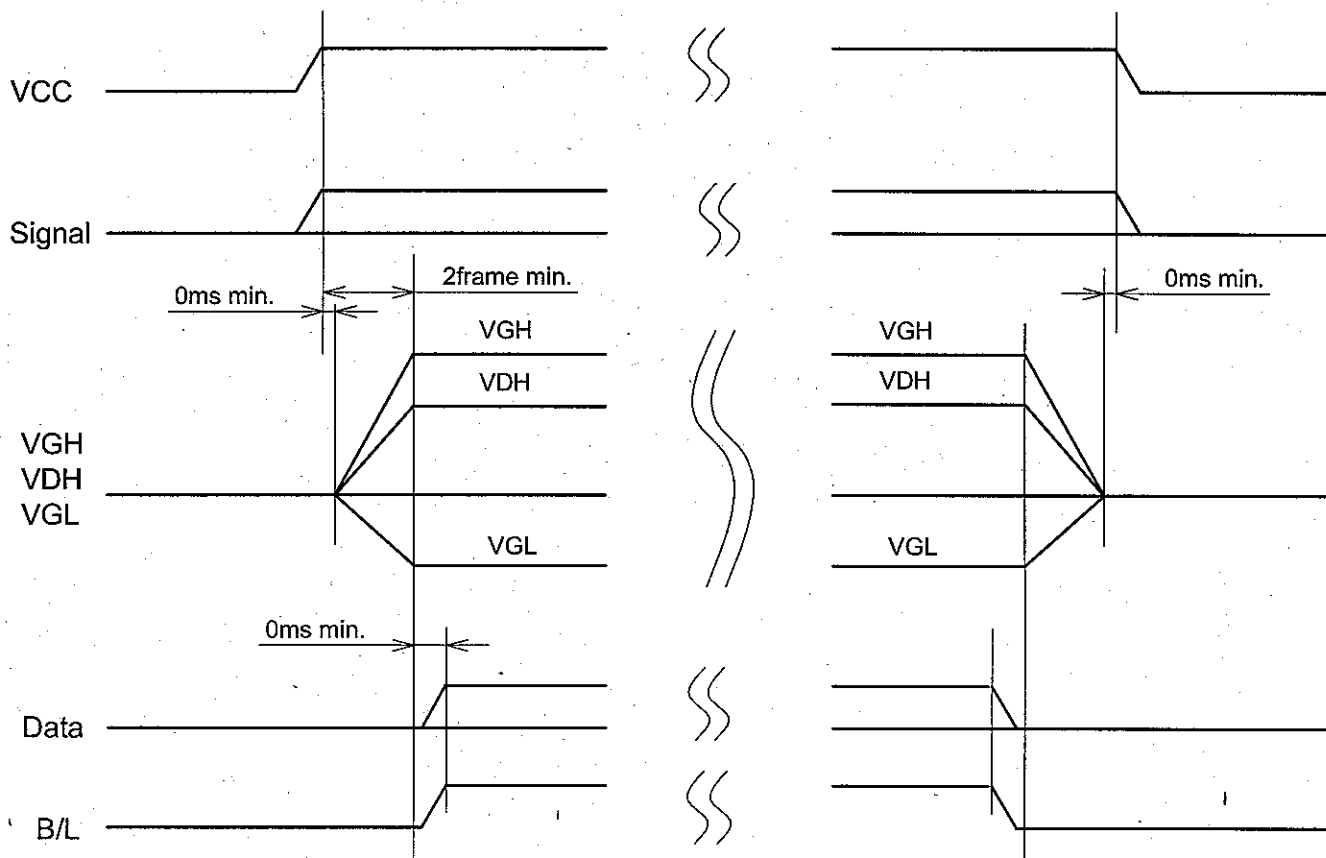 VCC
Signal
0ms min.
2frame min.
0ms min.
VGH
VGH
VDH
VDH
VGH
VDH
VGL
VGL
VGL
0ms min.
Data
B/L